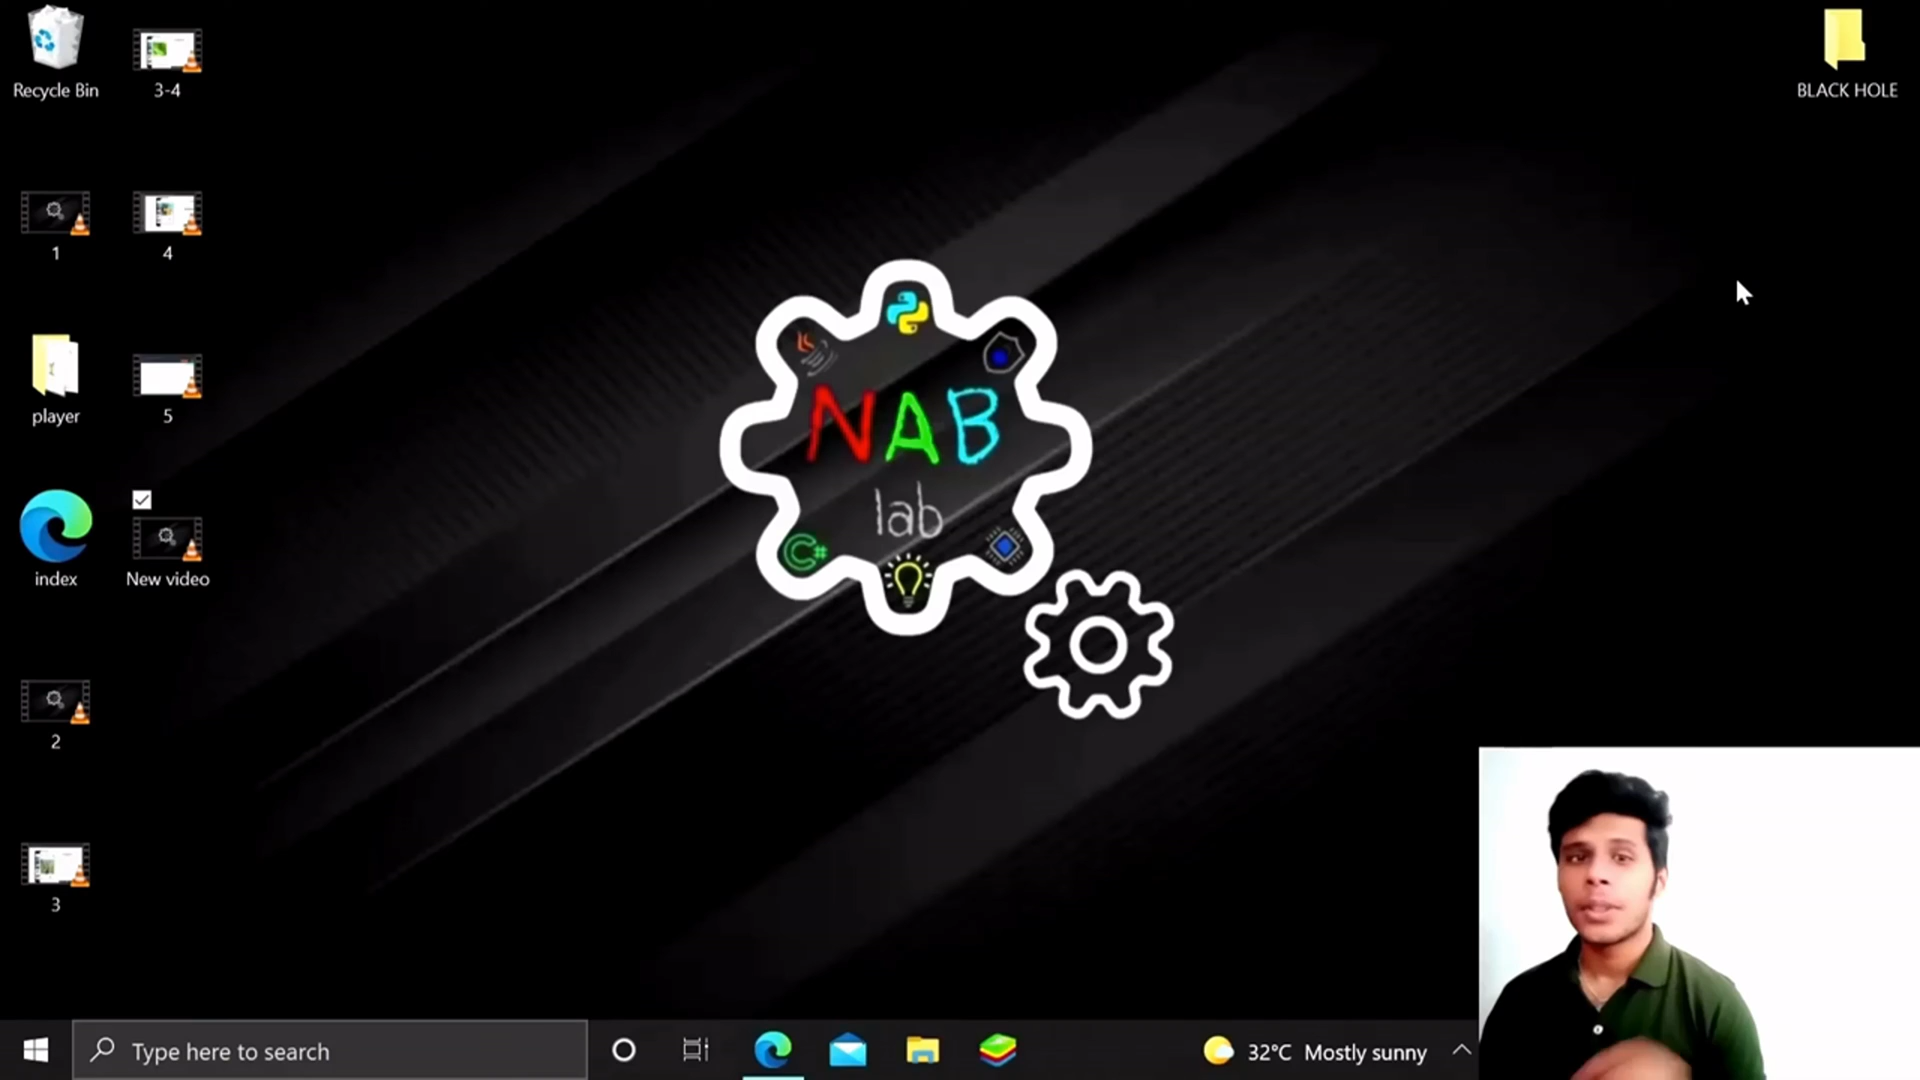 Recycle Bin
3-4
BLACK HOLE
1
4
player
5
index
New video
2
3
NAB
lab
C#
Type here to search
32°C Mostly sunny